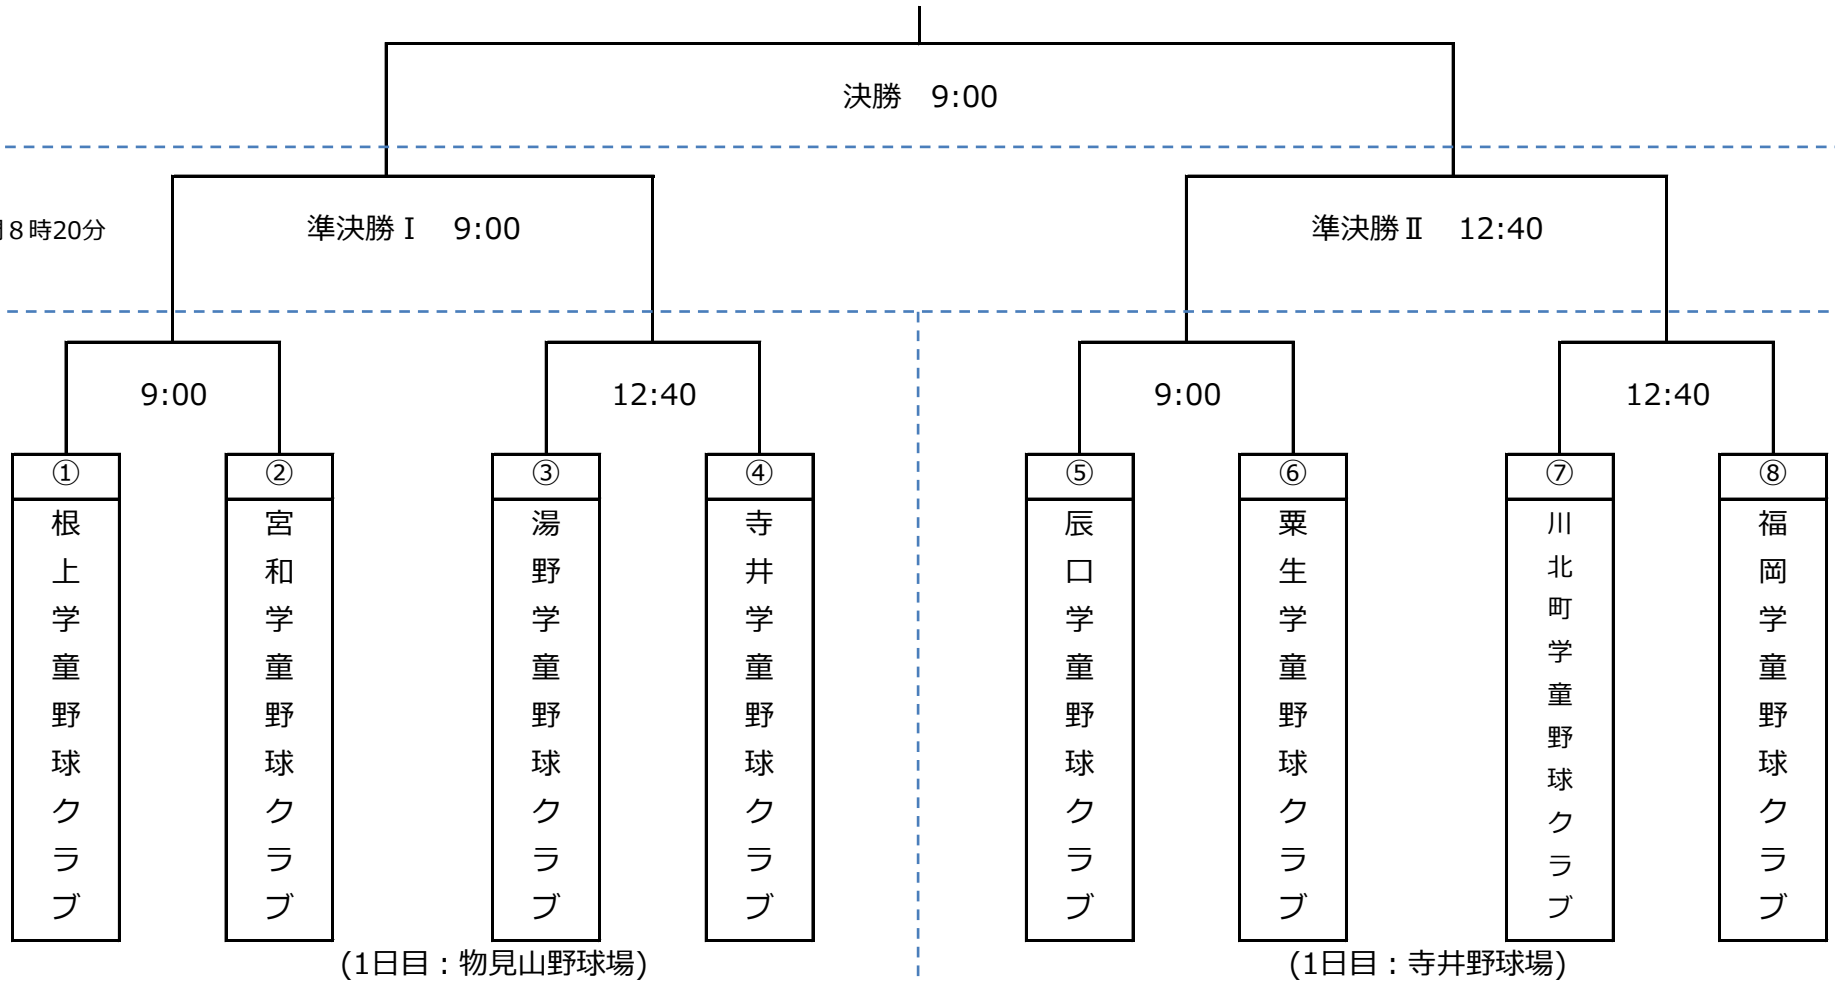 決勝 9:00
８時20分
準決勝Ⅰ 9:00
準決勝Ⅱ 12:40
9:00
12:40
9:00
12:40
①
②
③
④
⑤
⑥
⑦
⑧
根上学童野球クラブ
宮和学童野球クラブ
湯野学童野球クラブ
寺井学童野球クラブ
辰口学童野球クラブ
粟生学童野球クラブ
川北町学童野球クラブ
福岡学童野球クラブ
(1日目：物見山野球場)
(1日目：寺井野球場)